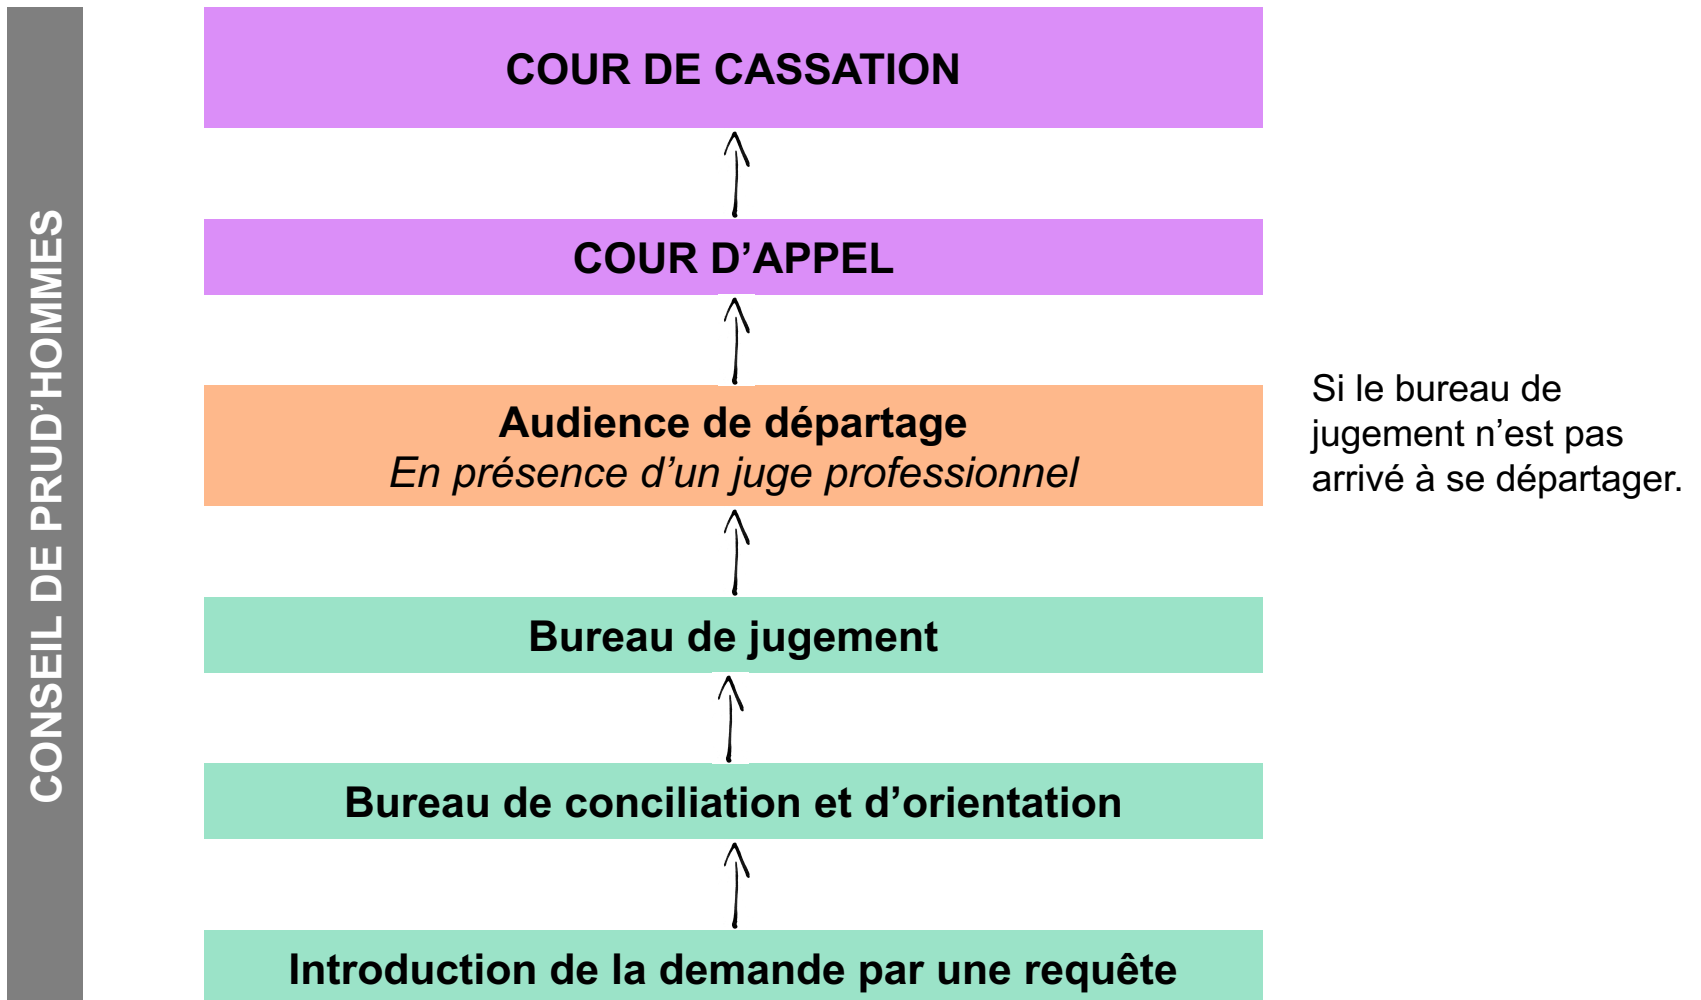 CONSEIL DE PRUD’HOMMES
COUR DE CASSATION
COUR D’APPEL
Audience de départage
En présence d’un juge professionnel
Si le bureau de
jugement n’est pas
arrivé à se départager.
Bureau de jugement
Bureau de conciliation et d’orientation
Introduction de la demande par une requête